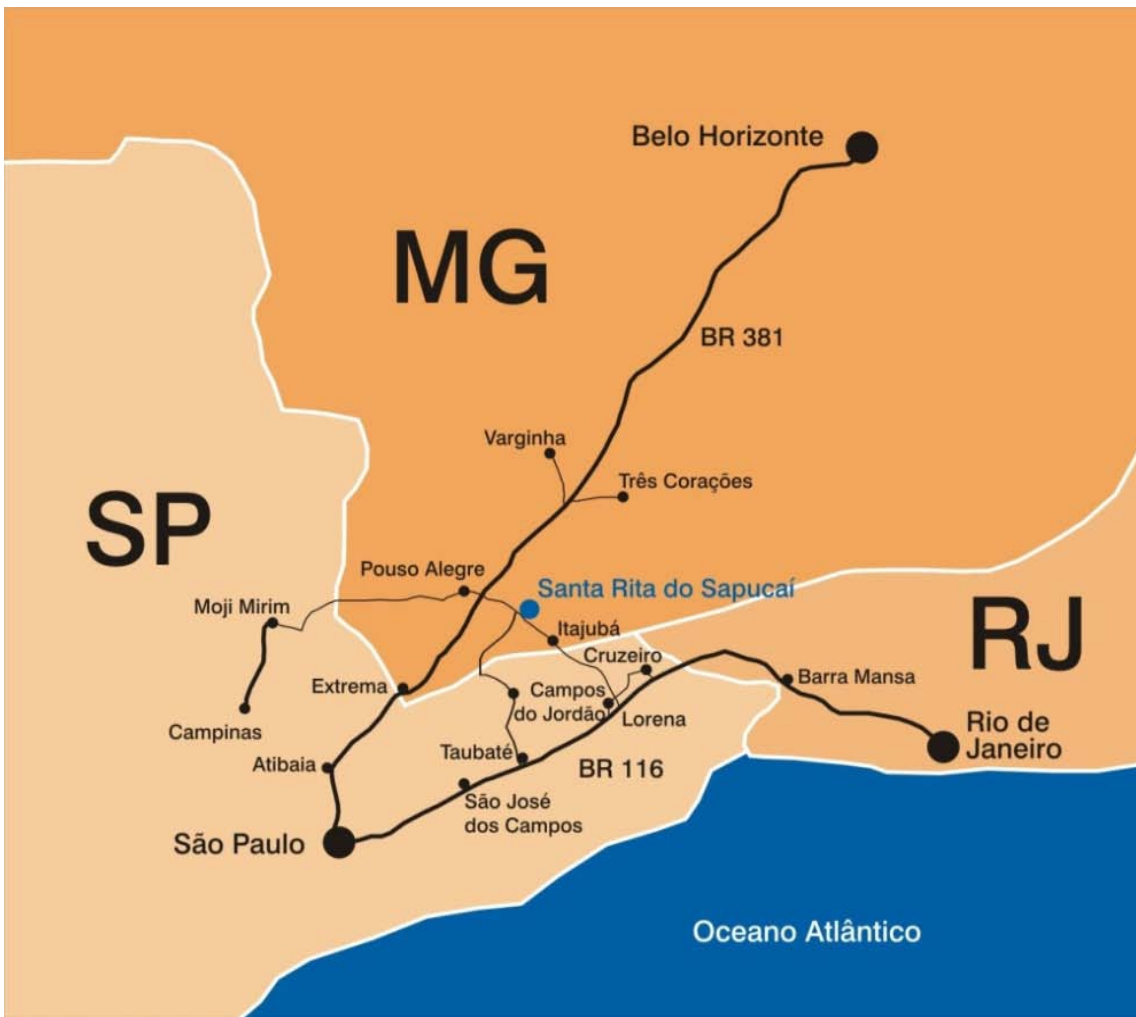 Belo Horizonte
MG
BR 381
Varginha
Três Corações
SP
Pouso Alegre
Santa Rita do Sapucaí
Moji Mirim
Itajubá
RJ
Cruzeiro
Barra Mansa
Extrema
Campos
do Jordão
Lorena
Campinas
Rio de
Janeiro
Taubaté
Atibaia
BR 116
São José
dos Campos
São Paulo
Oceano Atlântico